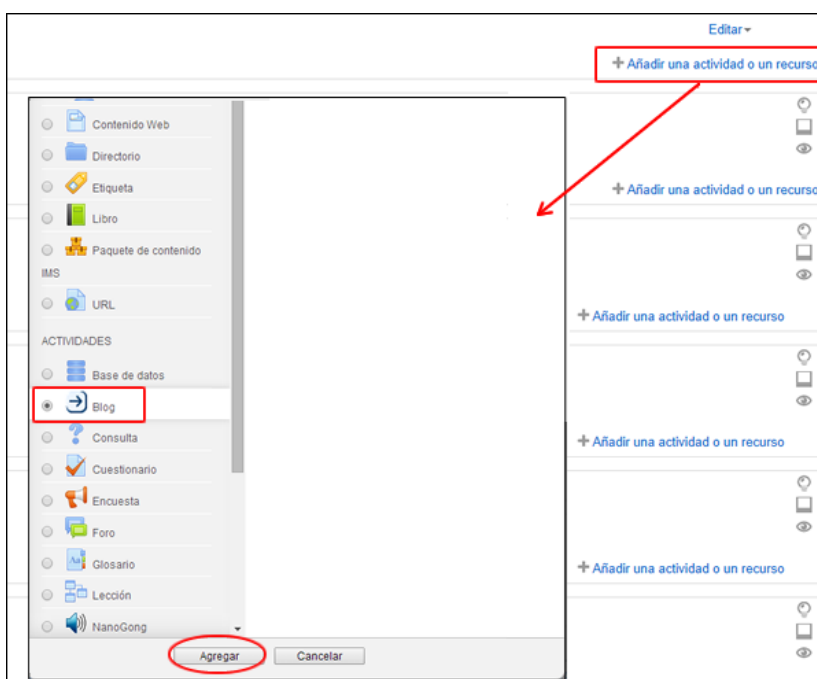 Editar
Añadir una actividad o un recurso
Contenido Web
Directorio
Etiqueta
Libro
Paquete de contenido
IMS
URL
ACTIVIDADES
Base de datos
Blog
Consulta
Cuestionario
Encuesta
Foro
Glosario
Lección
NanoGong
Agregar
Cancelar
Añadir una actividad o un recurso
Añadir una actividad o un recurso
Añadir una actividad o un recurso
Añadir una actividad o un recurso